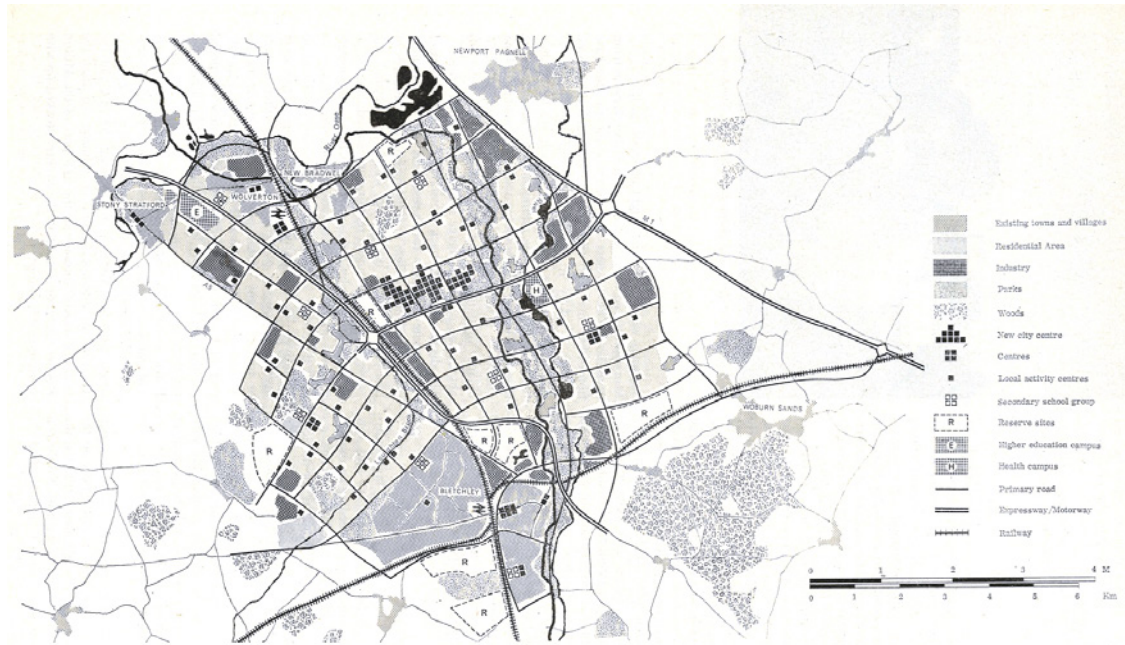 NEWPORT PAGNELL
NEW BRADWELL
WOLVERTON
STONY STRATFORD
R
E
M 1
A5
R
H
R
R
R
R
WOBURN SANDS
BLETCHLEY
R
R
Existing towns and villages
Residential Area
Industry
Parks
Woods
New city centre
Centres
Local activity centres
Secondary school group
R Reserve sites
E Higher education campus
H Health campus
Primary road
Expressway/Motorway
Railway
0 1 2 3 4 M
0 1 2 3 4 5 6 Km